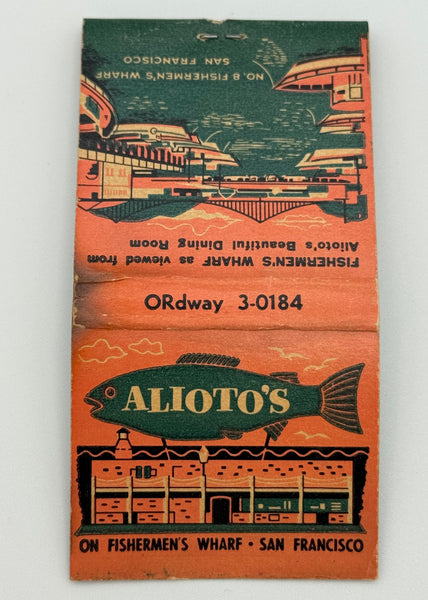 NO. 8 FISHERMEN'S WHARF
SAN FRANCISCO
FISHERMEN'S WHARF as viewed from
Alioto's Beautiful Dining Room
ORdway 3-0184
ALIOTO'S
ON FISHERMEN'S WHARF • SAN FRANCISCO